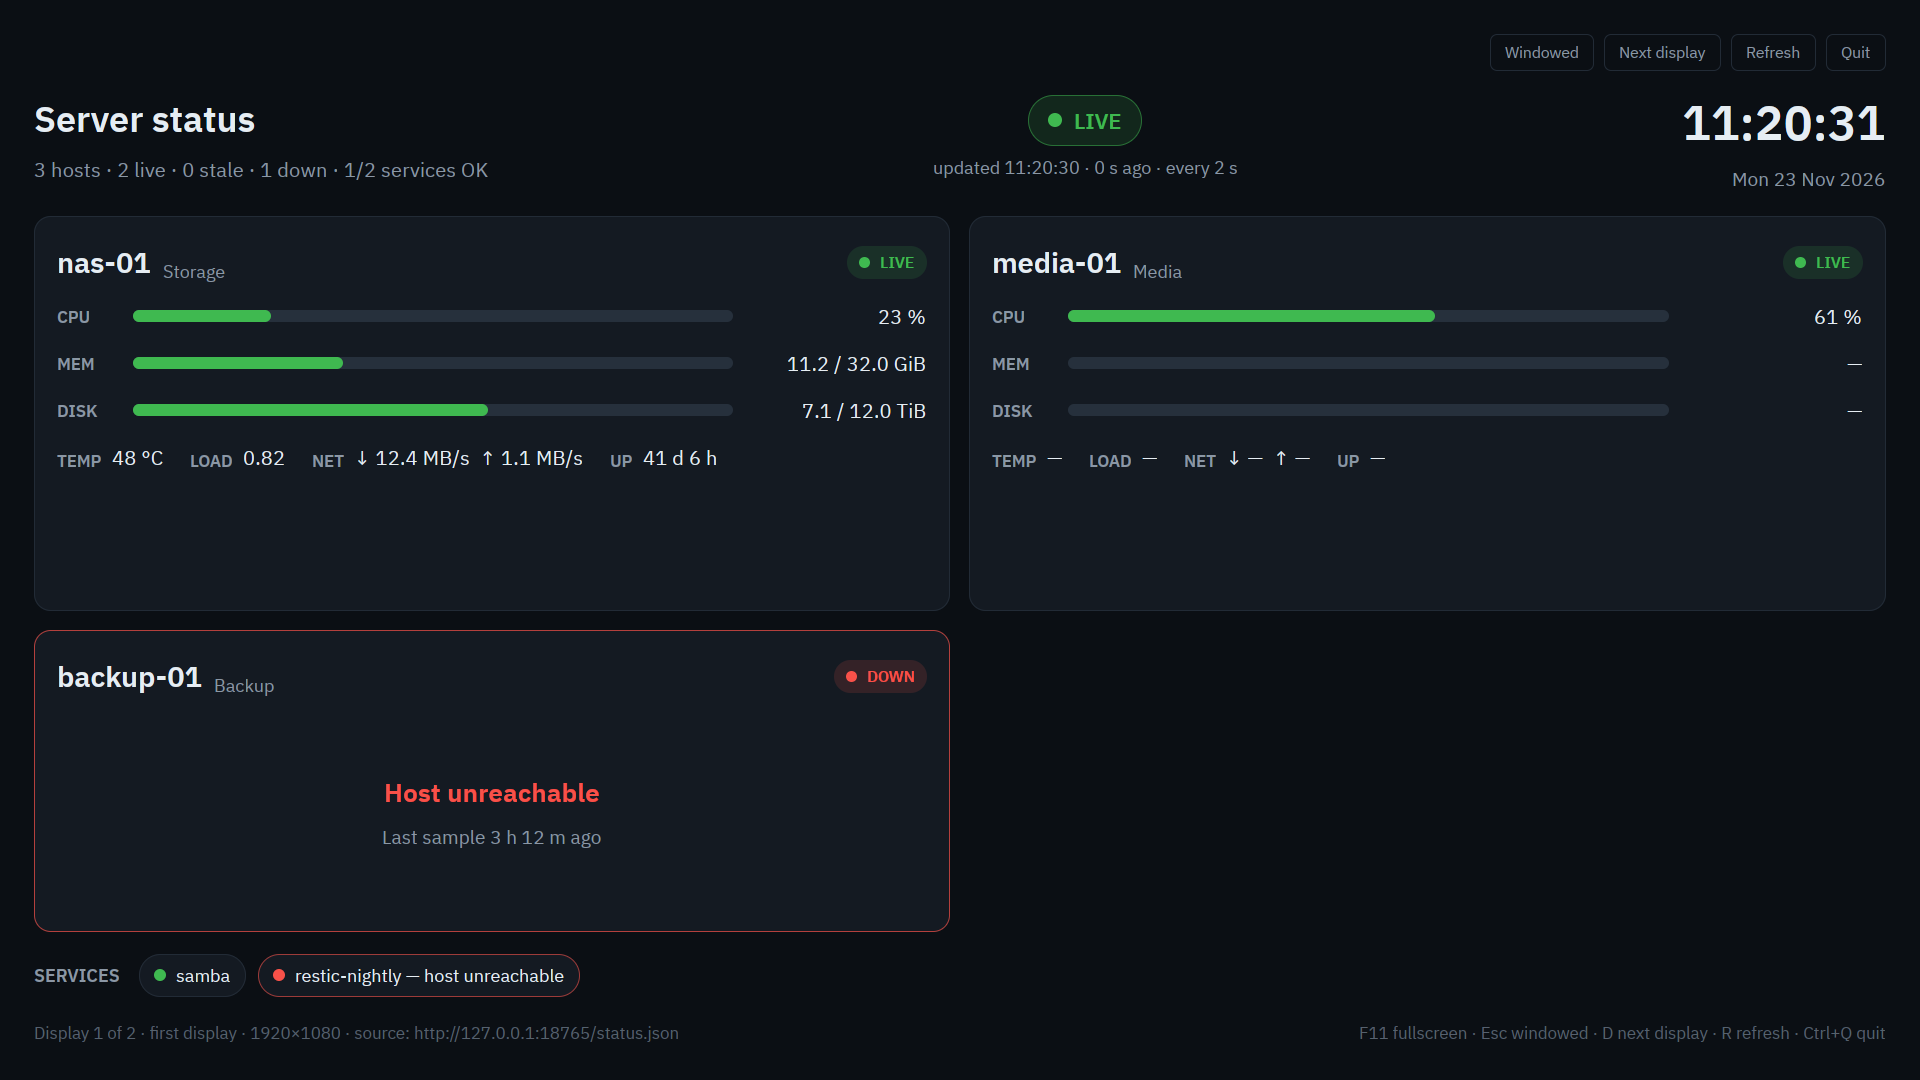 Windowed Next display Refresh Quit
Server status
3 hosts · 2 live · 0 stale · 1 down · 1/2 services OK
LIVE
updated 11:20:30 · 0 s ago · every 2 s
11:20:31
Mon 23 Nov 2026
nas-01 Storage LIVE
CPU 23 %
MEM 11.2 / 32.0 GiB
DISK 7.1 / 12.0 TiB
TEMP 48 °C LOAD 0.82 NET ↓ 12.4 MB/s ↑ 1.1 MB/s UP 41 d 6 h
media-01 Media LIVE
CPU 61 %
MEM —
DISK —
TEMP — LOAD — NET ↓ — ↑ — UP —
backup-01 Backup DOWN
Host unreachable
Last sample 3 h 12 m ago
SERVICES samba restic-nightly — host unreachable
Display 1 of 2 · first display · 1920×1080 · source: http://127.0.0.1:18765/status.json
F11 fullscreen · Esc windowed · D next display · R refresh · Ctrl+Q quit